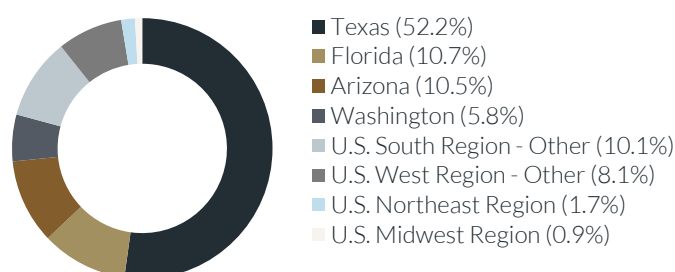 Texas (52.2%)
Florida (10.7%)
Arizona (10.5%)
Washington (5.8%)
U.S. South Region - Other (10.1%)
U.S. West Region - Other (8.1%)
U.S. Northeast Region (1.7%)
U.S. Midwest Region (0.9%)